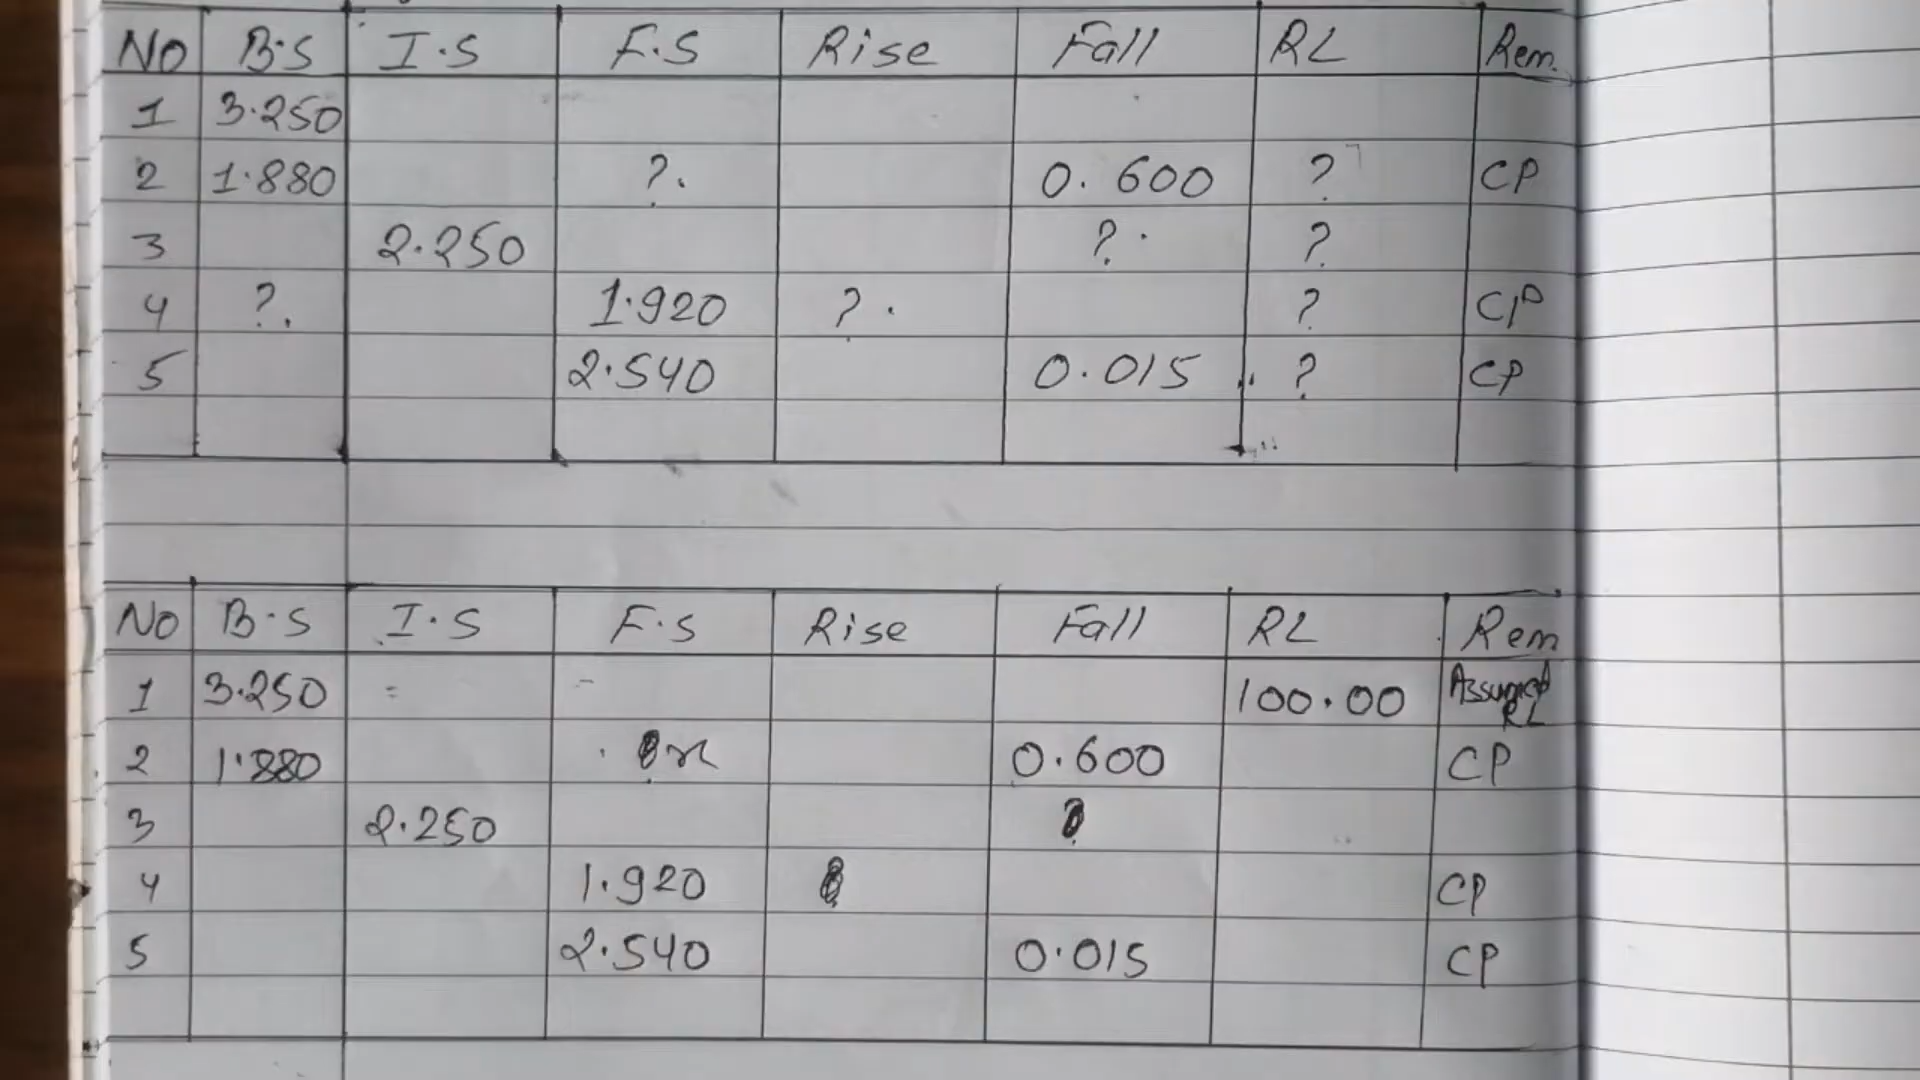 No B.S I.S F.S Rise Fall RL Rem.
1 3.250
2 1.880 ?. 0.600 ? CP
3 2.250 ?. ?
4 ?. 1.920 ?. ? CP
5 2.540 0.015 ? CP
No B.S I.S F.S Rise Fall RL Rem
1 3.250 = - 100.00 Assumed RL
2 1.880 x 0.600 CP
3 2.250
4 1.920 CP
5 2.540 0.015 CP